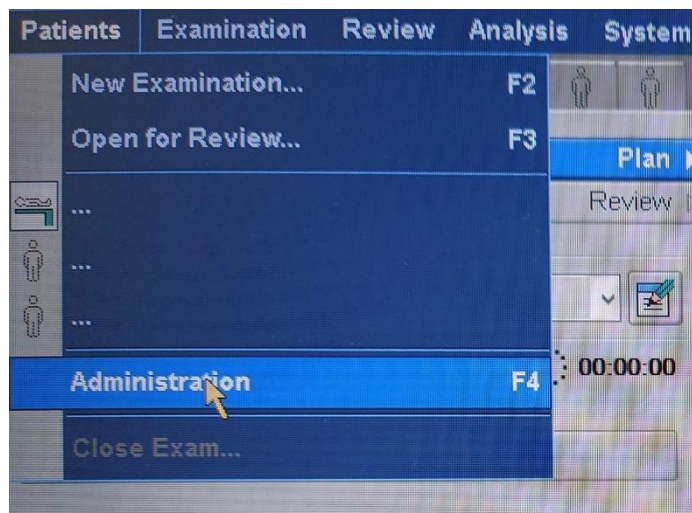 Patients Examination Review Analysis System
New Examination... F2
Open for Review... F3
Plan
Review
...
...
...
00:00:00
Administration F4
Close Exam...